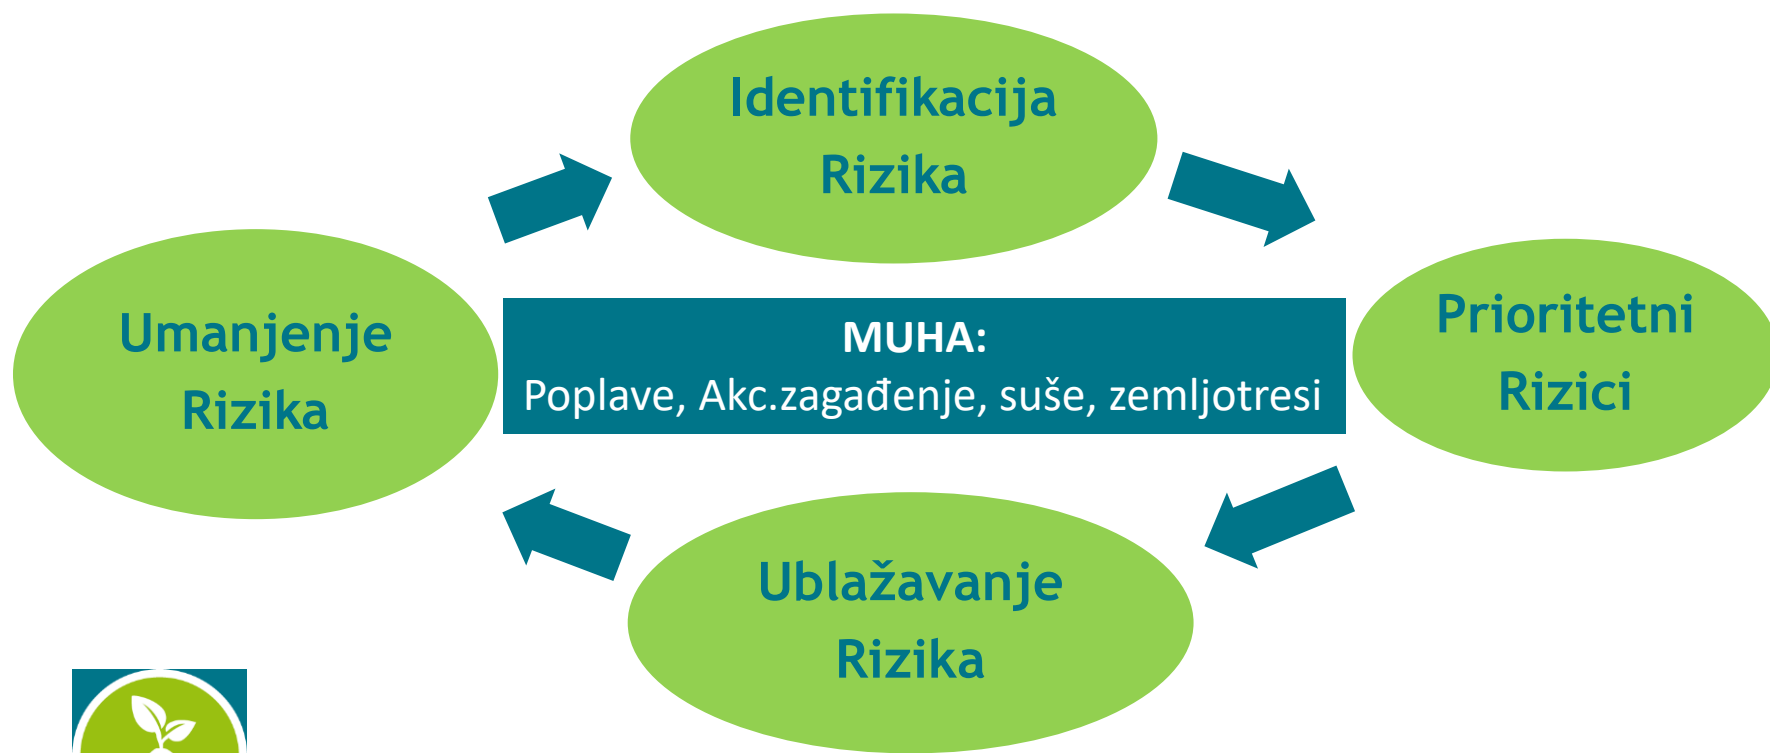 Identifikacija
Rizika
Umanjenje
Rizika
MUHA:
Poplave, Akc.zagađenje, suše, zemljotresi
Prioritetni
Rizici
Ublažavanje
Rizika